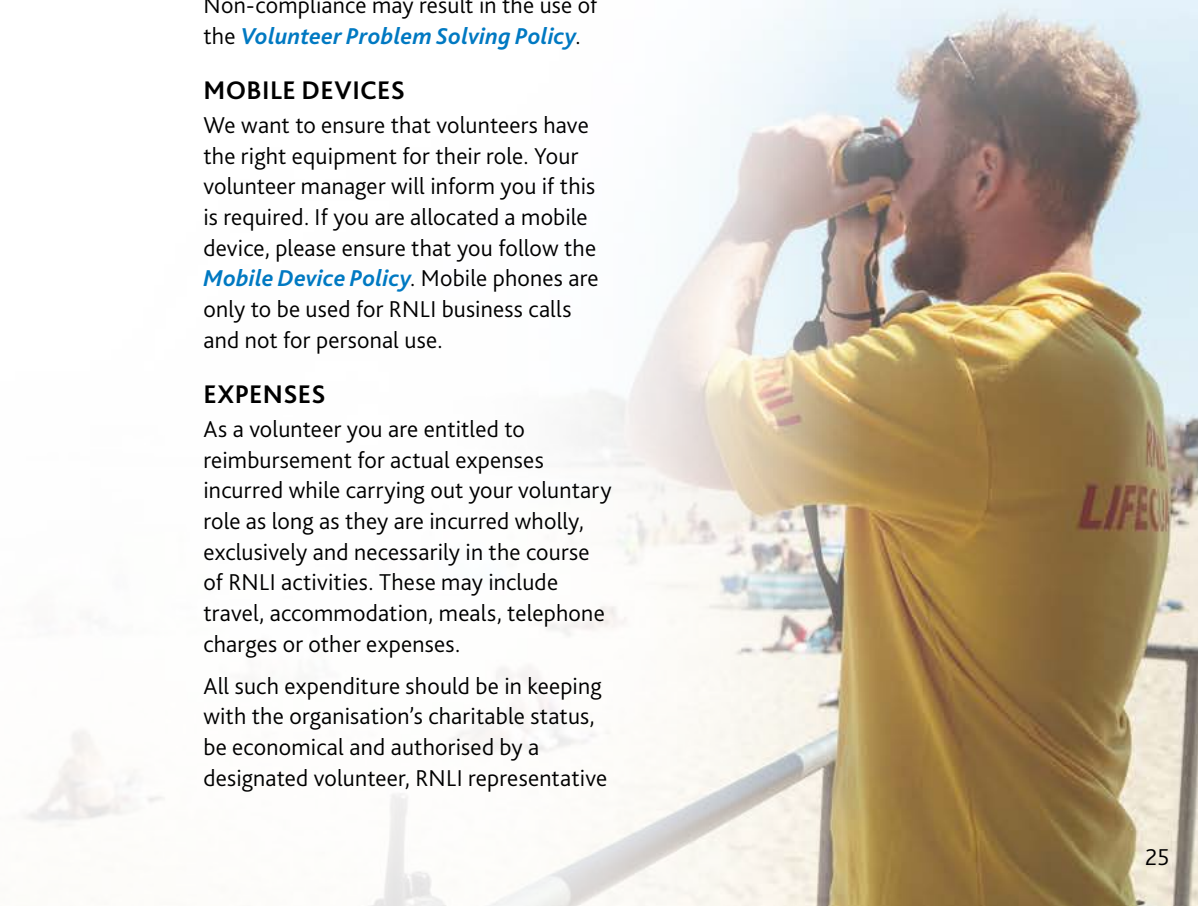 Non-compliance may result in the use of
the Volunteer Problem Solving Policy.
MOBILE DEVICES
We want to ensure that volunteers have
the right equipment for their role. Your
volunteer manager will inform you if this
is required. If you are allocated a mobile
device, please ensure that you follow the
Mobile Device Policy. Mobile phones are
only to be used for RNLI business calls
and not for personal use.
EXPENSES
As a volunteer you are entitled to
reimbursement for actual expenses
incurred while carrying out your voluntary
role as long as they are incurred wholly,
exclusively and necessarily in the course
of RNLI activities. These may include
travel, accommodation, meals, telephone
charges or other expenses.
All such expenditure should be in keeping
with the organisation’s charitable status,
be economical and authorised by a
designated volunteer, RNLI representative
RNLI
25